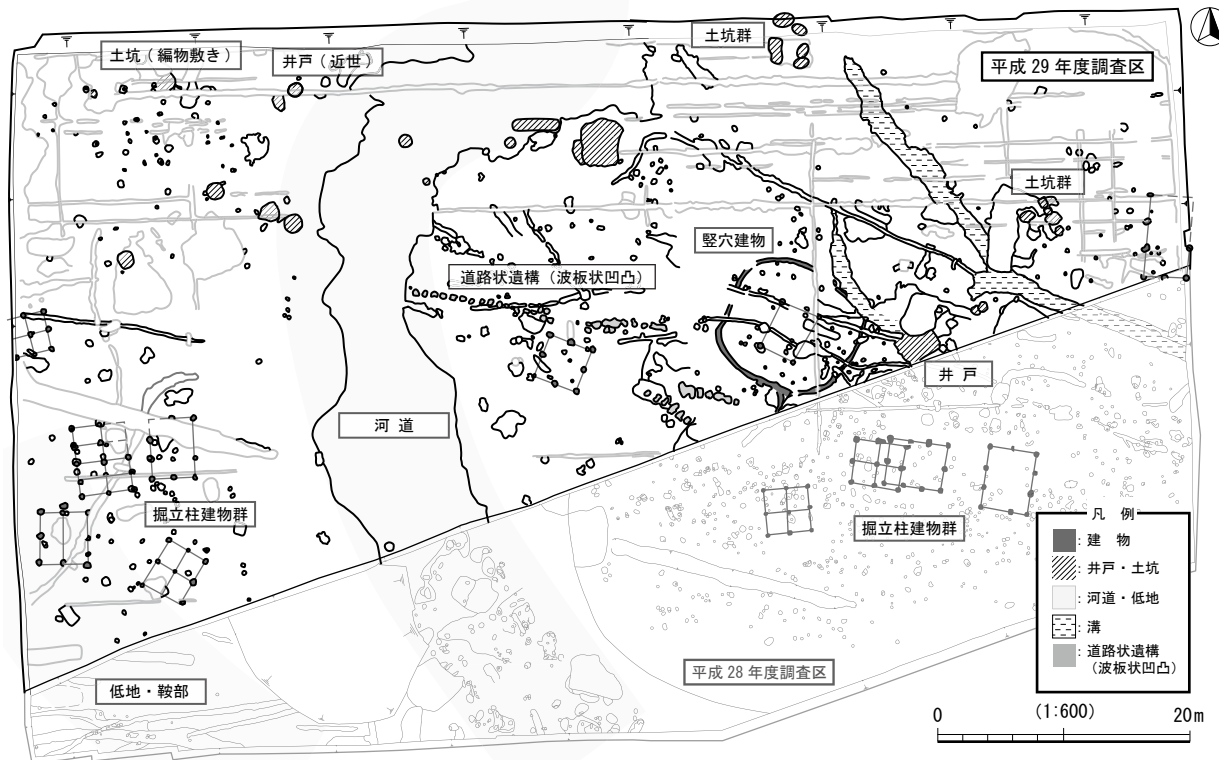 土坑(編物敷き)
井戸(近世)
土坑群
平成 29 年度調査区
土坑群
竪穴建物
道路状遺構(波板状凹凸)
井 戸
河 道
掘立柱建物群
掘立柱建物群
平成 28 年度調査区
低地・鞍部
凡 例
: 建 物
: 井戸・土坑
: 河道・低地
: 溝
: 道路状遺構
(波板状凹凸)
0 (1:600) 20m